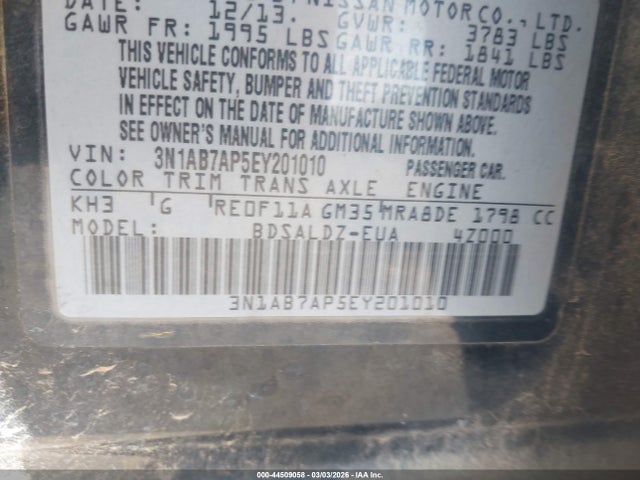 DATE: 12/13. NISSAN MOTOR CO., LTD.
GVWR: 3783 LBS
GAWR FR: 1995 LBS GAWR RR: 1841 LBS
THIS VEHICLE CONFORMS TO ALL APPLICABLE FEDERAL MOTOR
VEHICLE SAFETY, BUMPER AND THEFT PREVENTION STANDARDS
IN EFFECT ON THE DATE OF MANUFACTURE SHOWN ABOVE.
SEE OWNER'S MANUAL FOR ADDITIONAL INFORMATION.
VIN: 3N1AB7AP5EY201010 PASSENGER CAR.
COLOR TRIM TRANS AXLE ENGINE
KH3 G RE0F11A GM35 MRA8DE 1798 CC
MODEL: BDSALDZ-EUA 4Z000
3N1AB7AP5EY201010
000-44509058 - 03/03/2026 - IAA Inc.